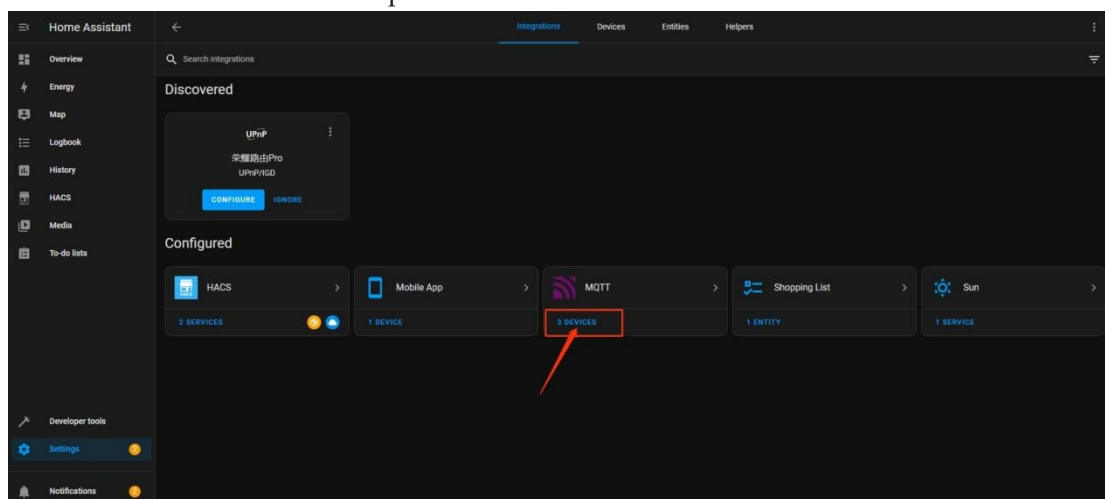 Home Assistant
Integrations Devices Entities Helpers
Overview
Search integrations
Energy
Discovered
Map
UPnP
Logbook
荣耀路由Pro
UPnP/IGD
History
HACS
CONFIGURE IGNORE
Media
Configured
To-do lists
HACS Mobile App MQTT Shopping List Sun
2 SERVICES 1 DEVICE 3 DEVICES 1 ENTITY 1 SERVICE
Developer tools
Settings 2
Notifications 2